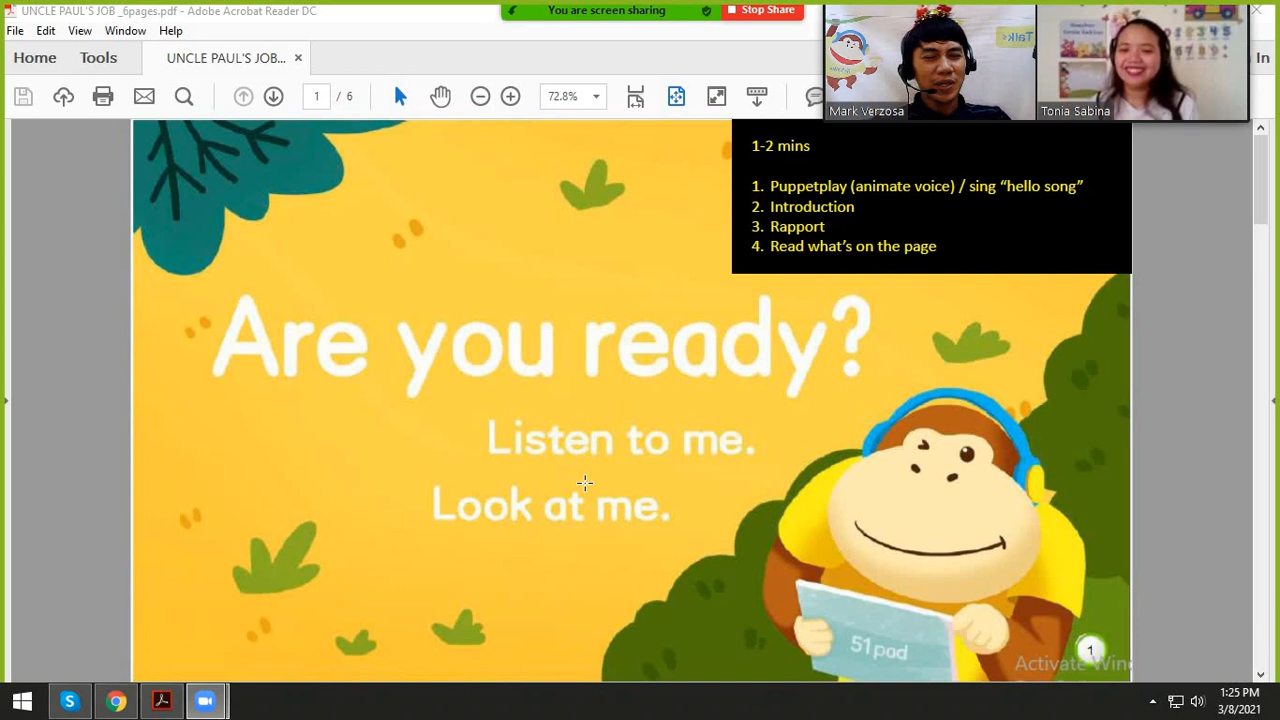 UNCLE PAUL'S JOB _6pages.pdf - Adobe Acrobat Reader DC
You are screen sharing
Stop Share
File Edit View Window Help
Home Tools UNCLE PAUL'S JOB... ×
In
1 / 6
72.8%
Mark Verzosa
Tonia Sabina
1-2 mins
1. Puppetplay (animate voice) / sing “hello song”
2. Introduction
3. Rapport
4. Read what’s on the page
Are you ready?
Listen to me.
Look at me.
51pad
1
Activate Win
1:25 PM
3/8/2021